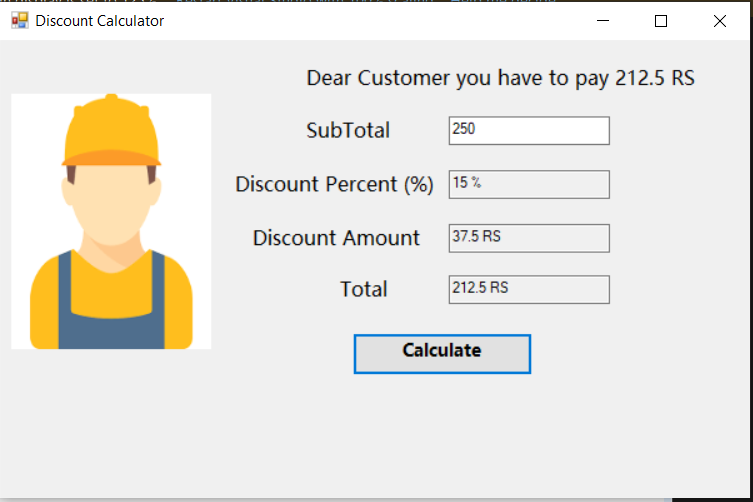 Discount Calculator
Dear Customer you have to pay 212.5 RS
SubTotal 250
Discount Percent (%) 15 %
Discount Amount 37.5 RS
Total 212.5 RS
Calculate